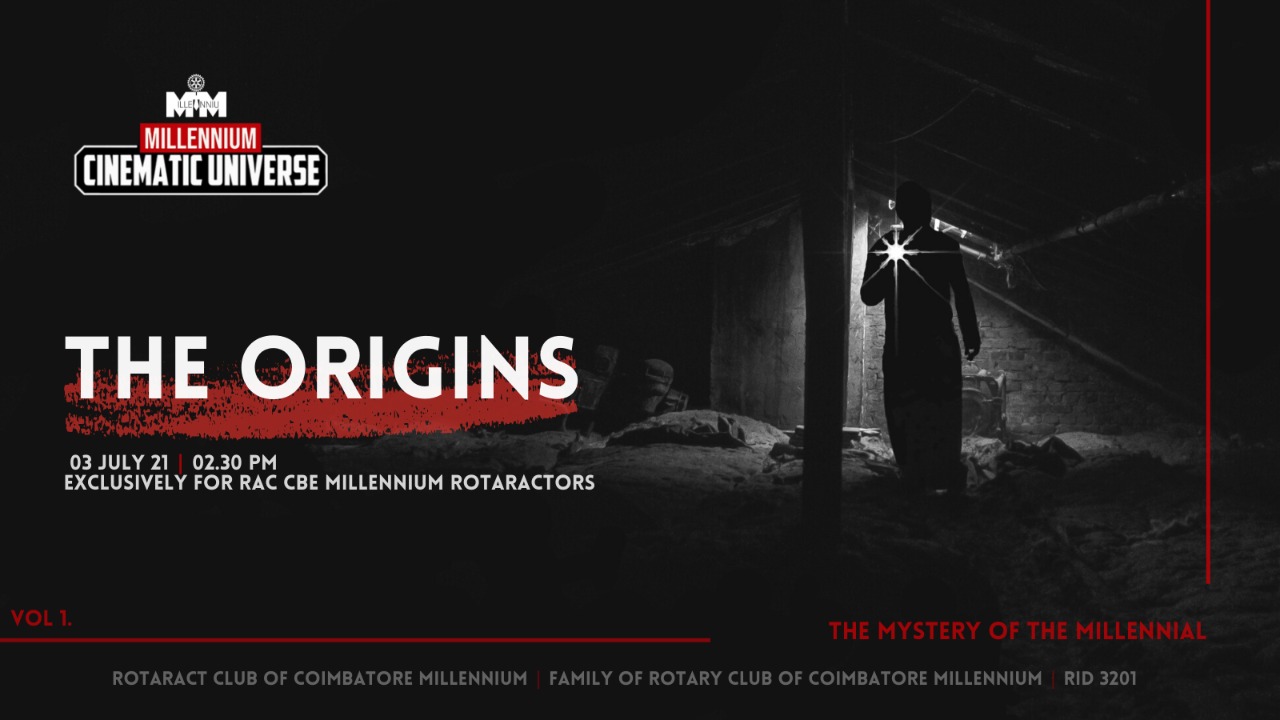 MILLENNIUM
MILLENNIUM
CINEMATIC UNIVERSE
THE ORIGINS
03 JULY 21 | 02.30 PM
EXCLUSIVELY FOR RAC CBE MILLENNIUM ROTARACTORS
VOL 1.
THE MYSTERY OF THE MILLENNIAL
ROTARACT CLUB OF COIMBATORE MILLENNIUM | FAMILY OF ROTARY CLUB OF COIMBATORE MILLENNIUM | RID 3201